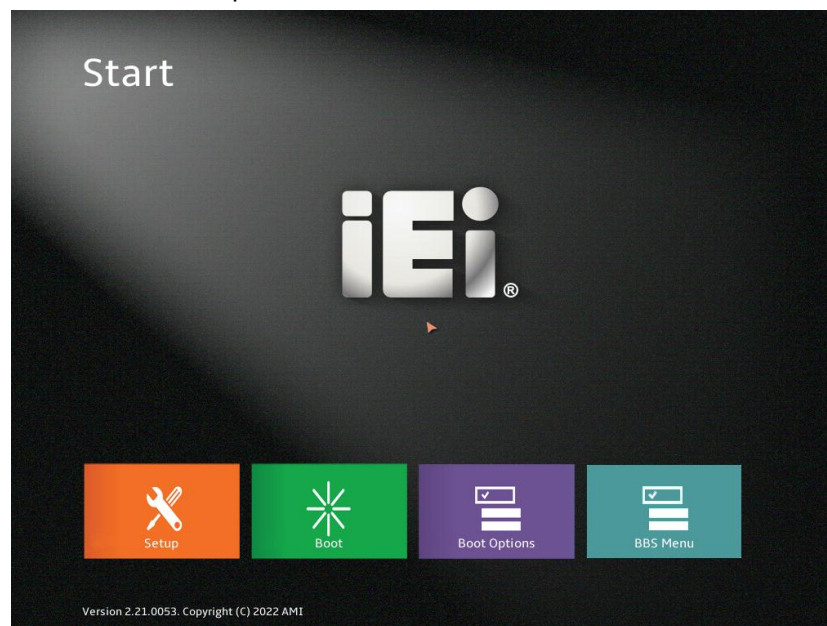 Start
iEi®
Setup
Boot
Boot Options
BBS Menu
Version 2.21.0053. Copyright (C) 2022 AMI